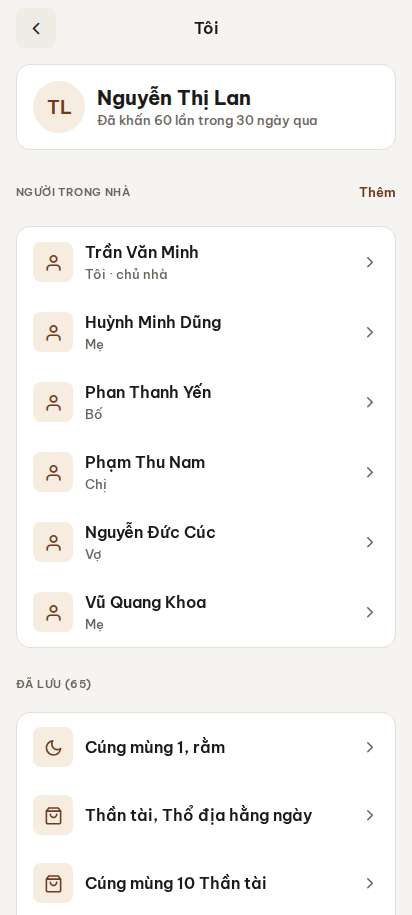 Tôi
TL
Nguyễn Thị Lan
Đã khấn 60 lần trong 30 ngày qua
NGƯỜI TRONG NHÀ
Thêm
Trần Văn Minh
Tôi · chủ nhà
Huỳnh Minh Dũng
Mẹ
Phan Thanh Yến
Bố
Phạm Thu Nam
Chị
Nguyễn Đức Cúc
Vợ
Vũ Quang Khoa
Mẹ
ĐÃ LƯU (65)
Cúng mùng 1, rằm
Thần tài, Thổ địa hằng ngày
Cúng mùng 10 Thần tài